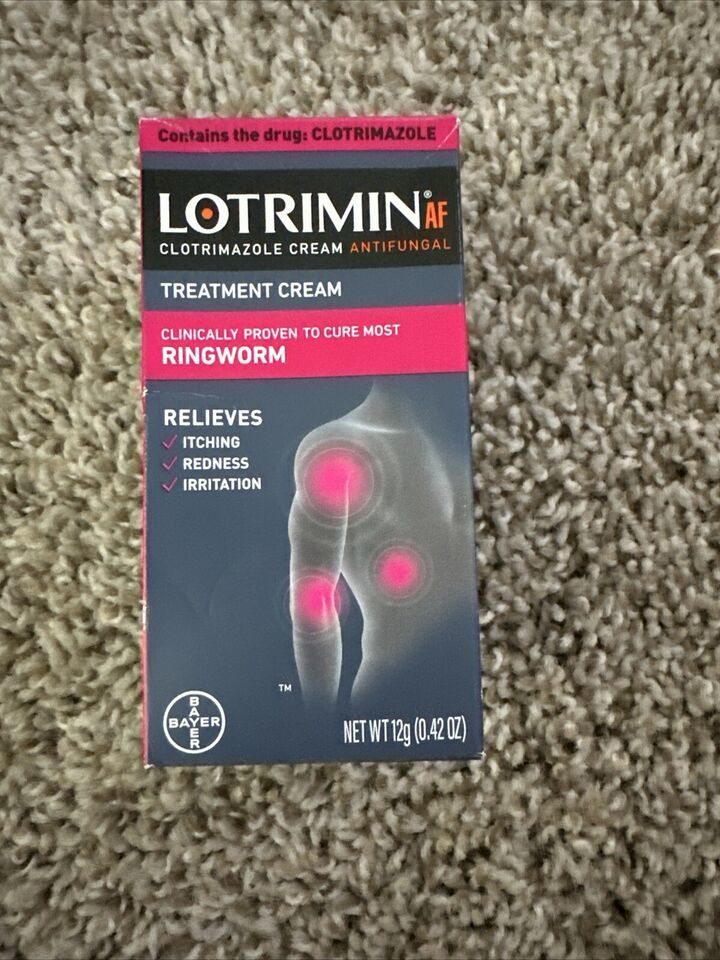 Contains the drug: CLOTRIMAZOLE
LOTRIMIN® AF
CLOTRIMAZOLE CREAM ANTIFUNGAL
TREATMENT CREAM
CLINICALLY PROVEN TO CURE MOST
RINGWORM
RELIEVES
✓ ITCHING
✓ REDNESS
✓ IRRITATION
TM
BAYER
BAYER
NET WT 12g (0.42 OZ)